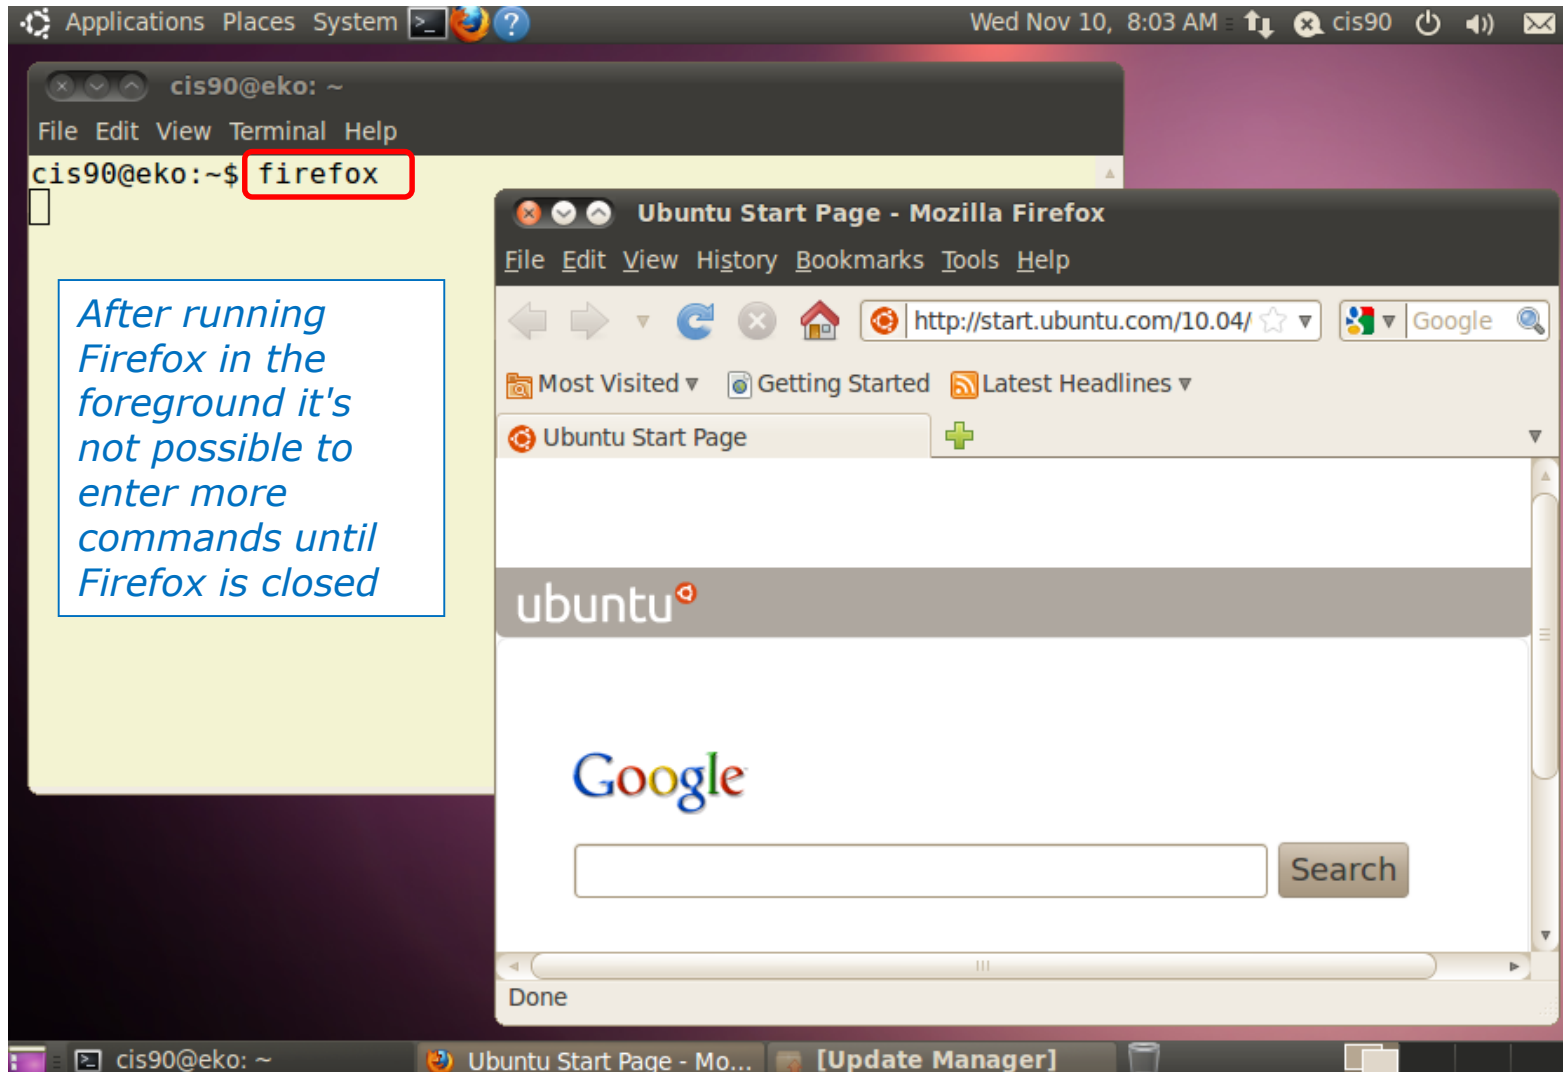 Applications Places System Wed Nov 10, 8:03 AM cis90
cis90@eko: ~
File Edit View Terminal Help
cis90@eko:~$ firefox
After running
Firefox in the
foreground it's
not possible to
enter more
commands until
Firefox is closed
Ubuntu Start Page - Mozilla Firefox
File Edit View History Bookmarks Tools Help
http://start.ubuntu.com/10.04/ Google
Most Visited Getting Started Latest Headlines
Ubuntu Start Page
ubuntu
Google
Search
Done
cis90@eko: ~ Ubuntu Start Page - Mo... [Update Manager]